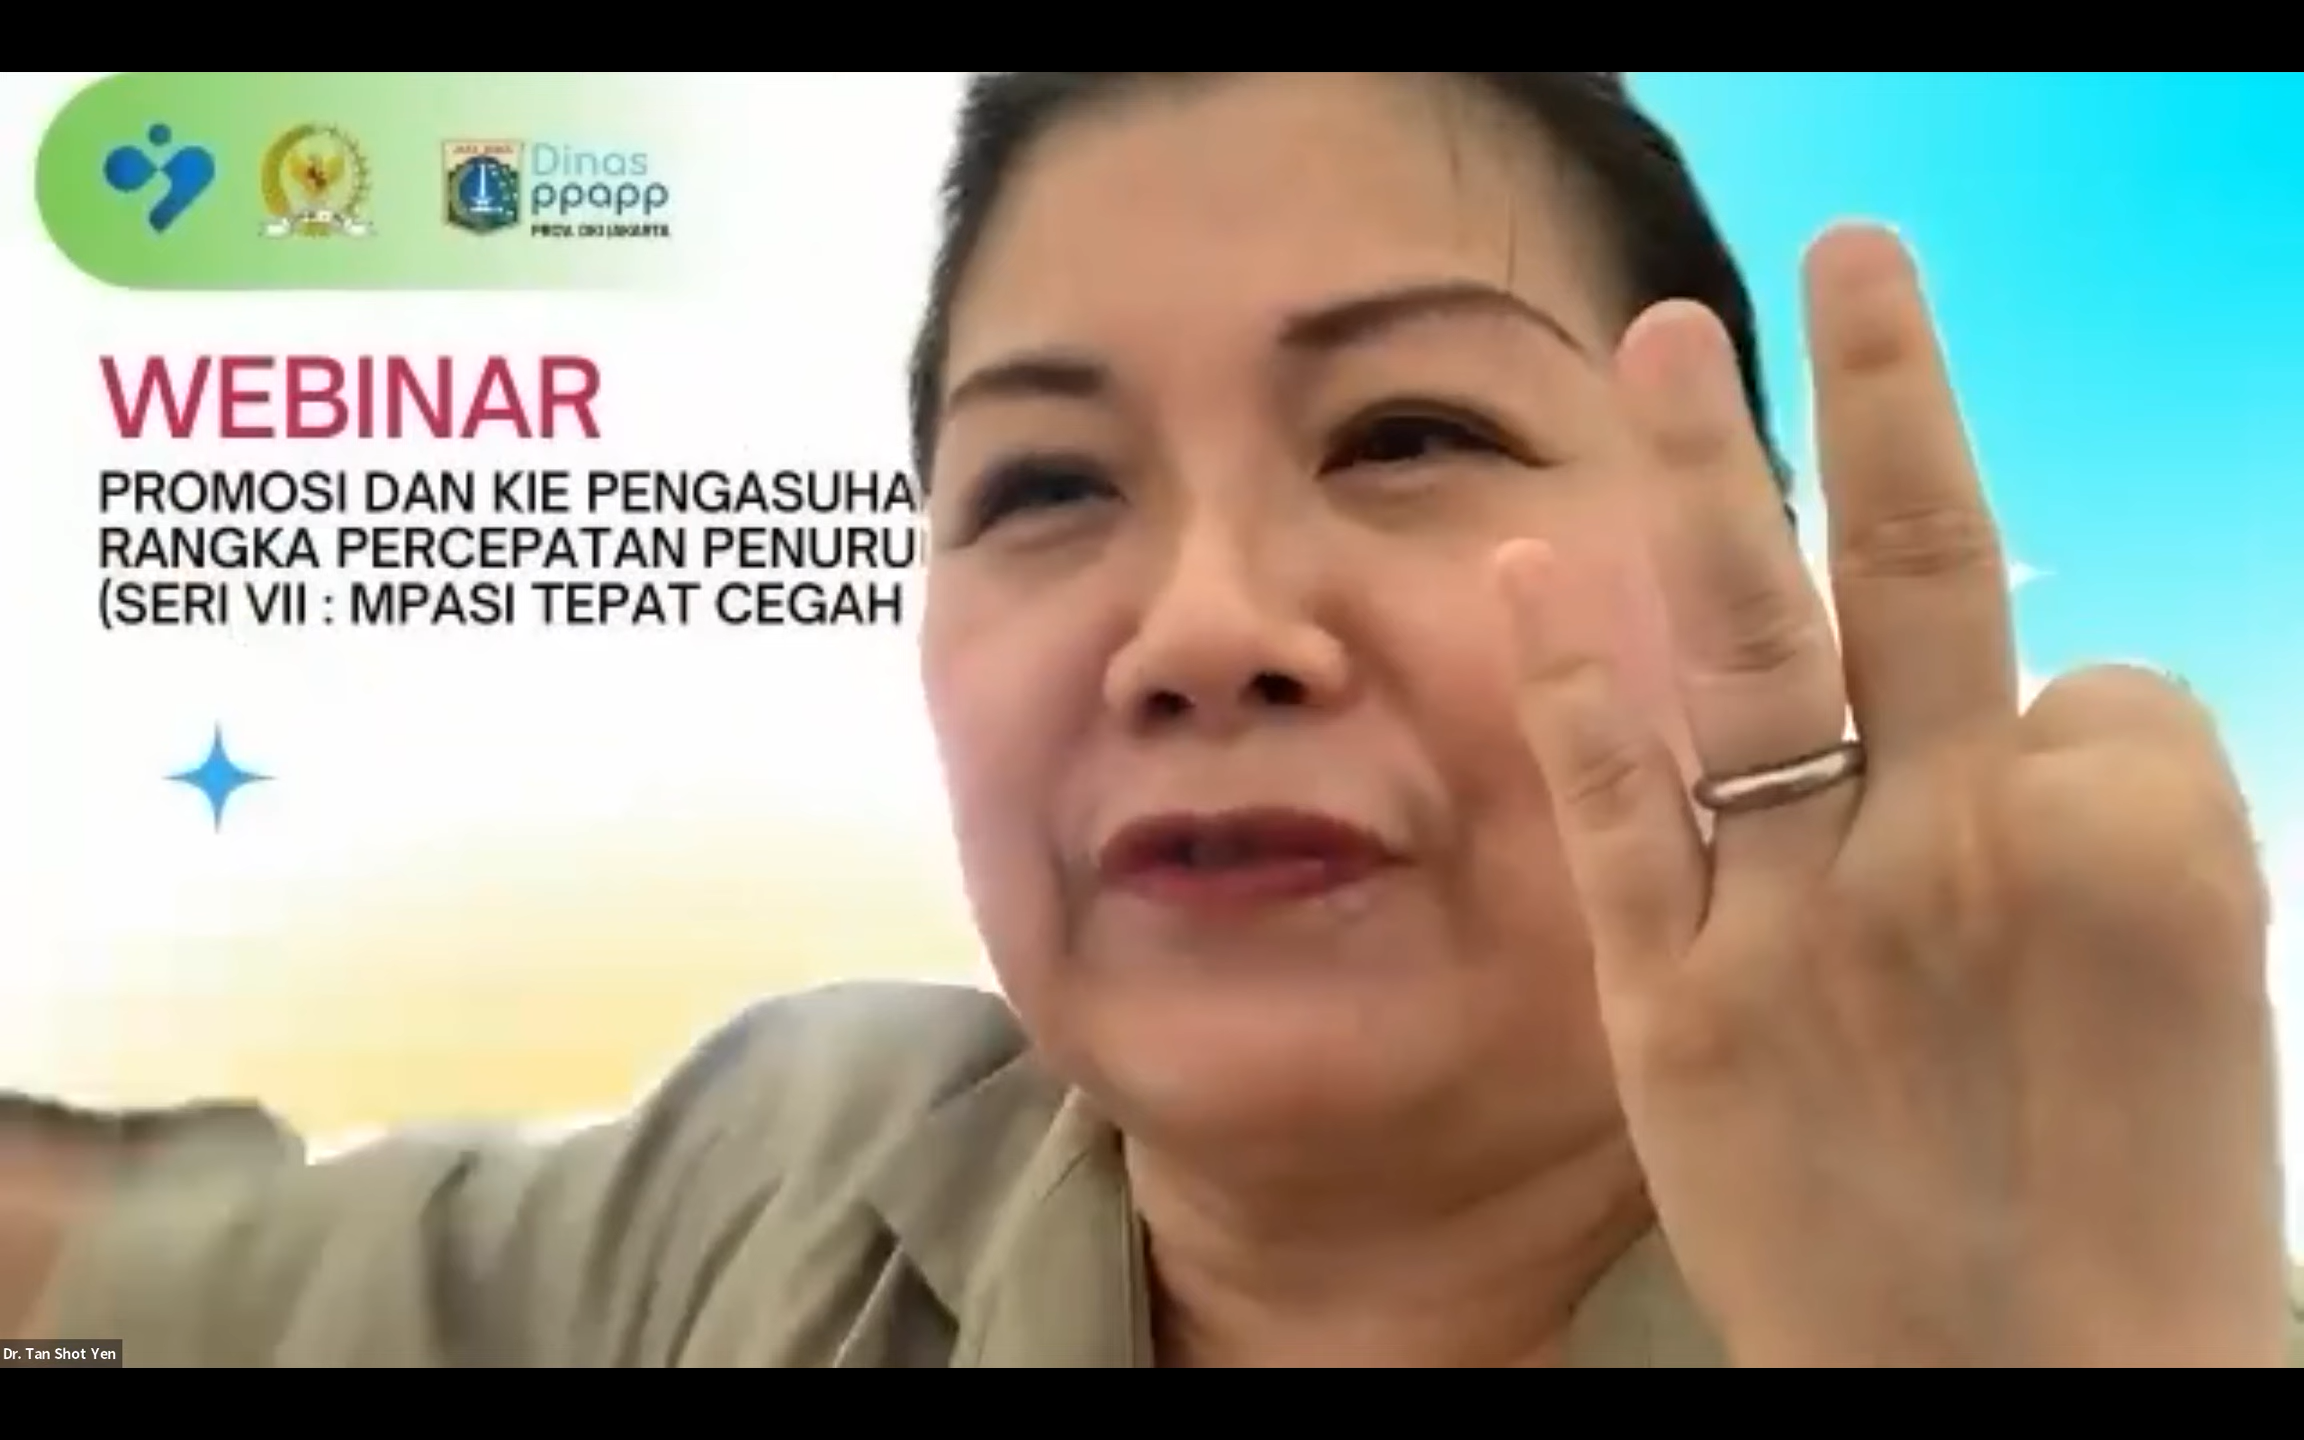 Dinas
ppapp
PROV. DKI JAKARTA
WEBINAR
PROMOSI DAN KIE PENGASUHA
RANGKA PERCEPATAN PENURU
(SERI VII : MPASI TEPAT CEGAH
Dr. Tan Shot Yen